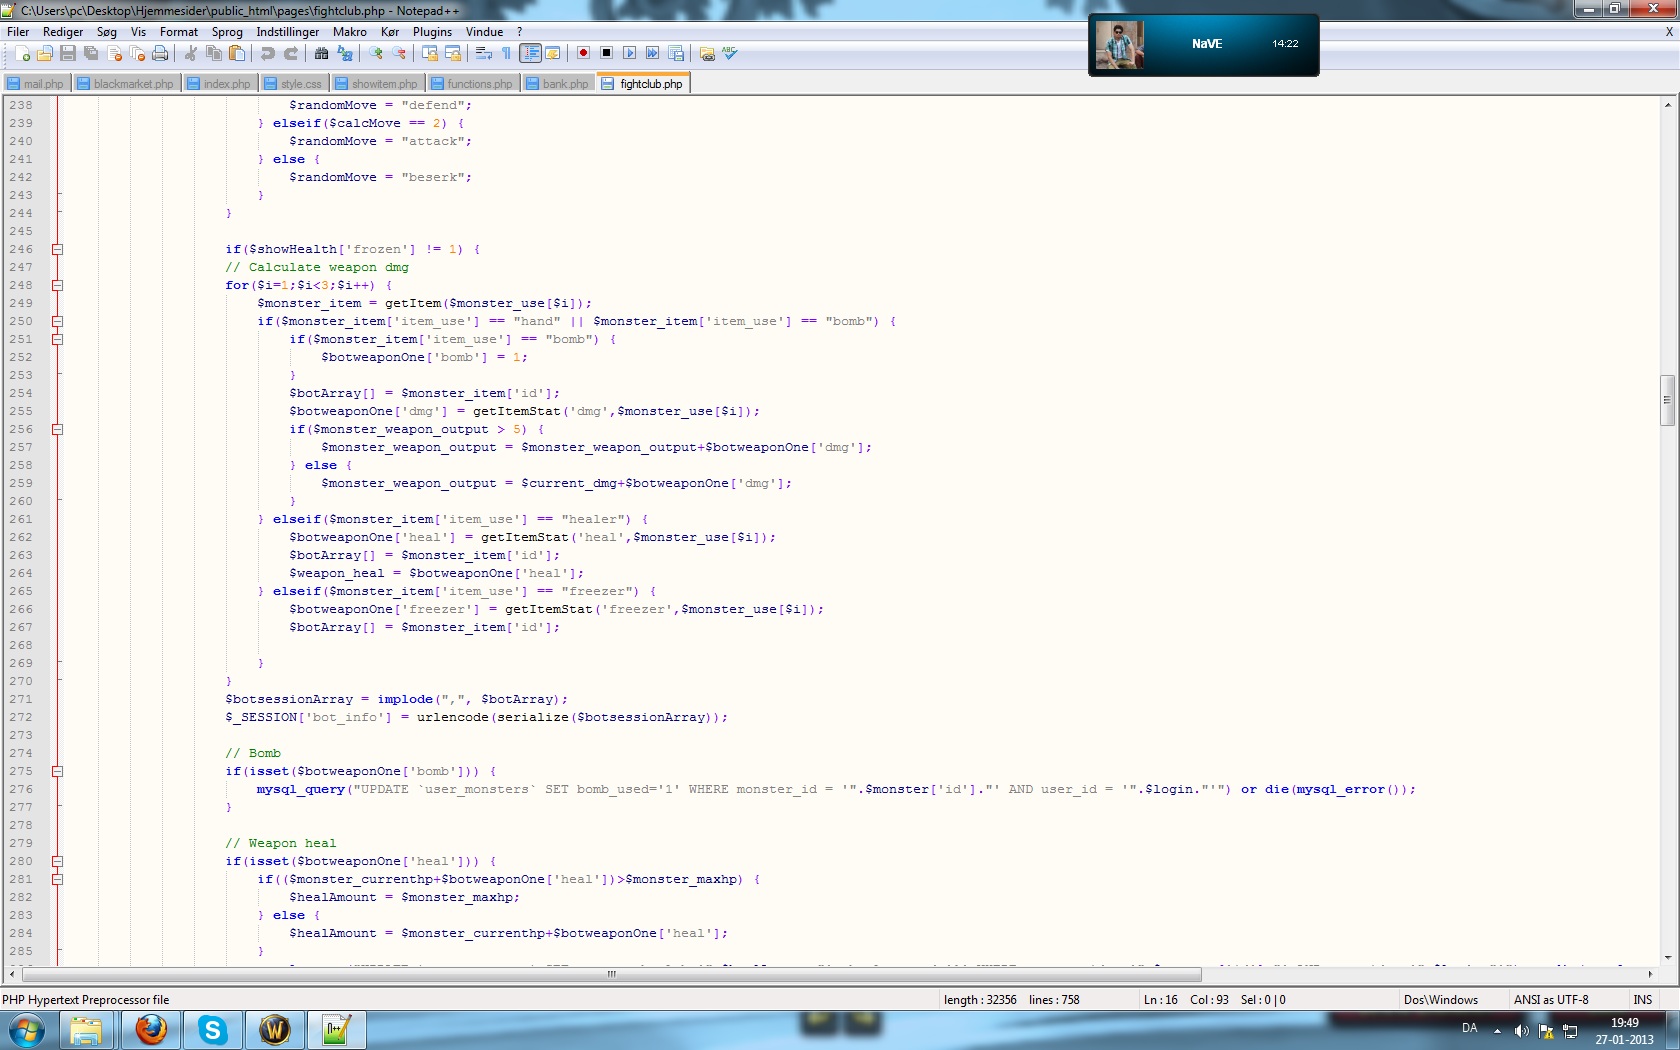 C:\Users\pc\Desktop\Hjemmesider\public_html\pages\fightclub.php - Notepad++
Filer Rediger Søg Vis Format Sprog Indstillinger Makro Kør Plugins Vindue ? X
NaVE 14:22
mail.php blackmarket.php index.php style.css showitem.php functions.php bank.php fightclub.php
238 $randomMove = "defend";
239 } elseif($calcMove == 2) {
240 $randomMove = "attack";
241 } else {
242 $randomMove = "beserk";
243 }
244 }
245
246 if($showHealth['frozen'] != 1) {
247 // Calculate weapon dmg
248 for($i=1;$i<3;$i++) {
249 $monster_item = getItem($monster_use[$i]);
250 if($monster_item['item_use'] == "hand" || $monster_item['item_use'] == "bomb") {
251 if($monster_item['item_use'] == "bomb") {
252 $botweaponOne['bomb'] = 1;
253 }
254 $botArray[] = $monster_item['id'];
255 $botweaponOne['dmg'] = getItemStat('dmg',$monster_use[$i]);
256 if($monster_weapon_output > 5) {
257 $monster_weapon_output = $monster_weapon_output+$botweaponOne['dmg'];
258 } else {
259 $monster_weapon_output = $current_dmg+$botweaponOne['dmg'];
260 }
261 } elseif($monster_item['item_use'] == "healer") {
262 $botweaponOne['heal'] = getItemStat('heal',$monster_use[$i]);
263 $botArray[] = $monster_item['id'];
264 $weapon_heal = $botweaponOne['heal'];
265 } elseif($monster_item['item_use'] == "freezer") {
266 $botweaponOne['freezer'] = getItemStat('freezer',$monster_use[$i]);
267 $botArray[] = $monster_item['id'];
268
269 }
270 }
271 $botsessionArray = implode(",", $botArray);
272 $_SESSION['bot_info'] = urlencode(serialize($botsessionArray));
273
274 // Bomb
275 if(isset($botweaponOne['bomb'])) {
276 mysql_query("UPDATE `user_monsters` SET bomb_used='1' WHERE monster_id = '".$monster['id']."' AND user_id = '".$login."'") or die(mysql_error());
277 }
278
279 // Weapon heal
280 if(isset($botweaponOne['heal'])) {
281 if(($monster_currenthp+$botweaponOne['heal'])>$monster_maxhp) {
282 $healAmount = $monster_maxhp;
283 } else {
284 $healAmount = $monster_currenthp+$botweaponOne['heal'];
285 }
PHP Hypertext Preprocessor file length : 32356 lines : 758 Ln : 16 Col : 93 Sel : 0 | 0 Dos\Windows ANSI as UTF-8 INS
DA 19:49
27-01-2013